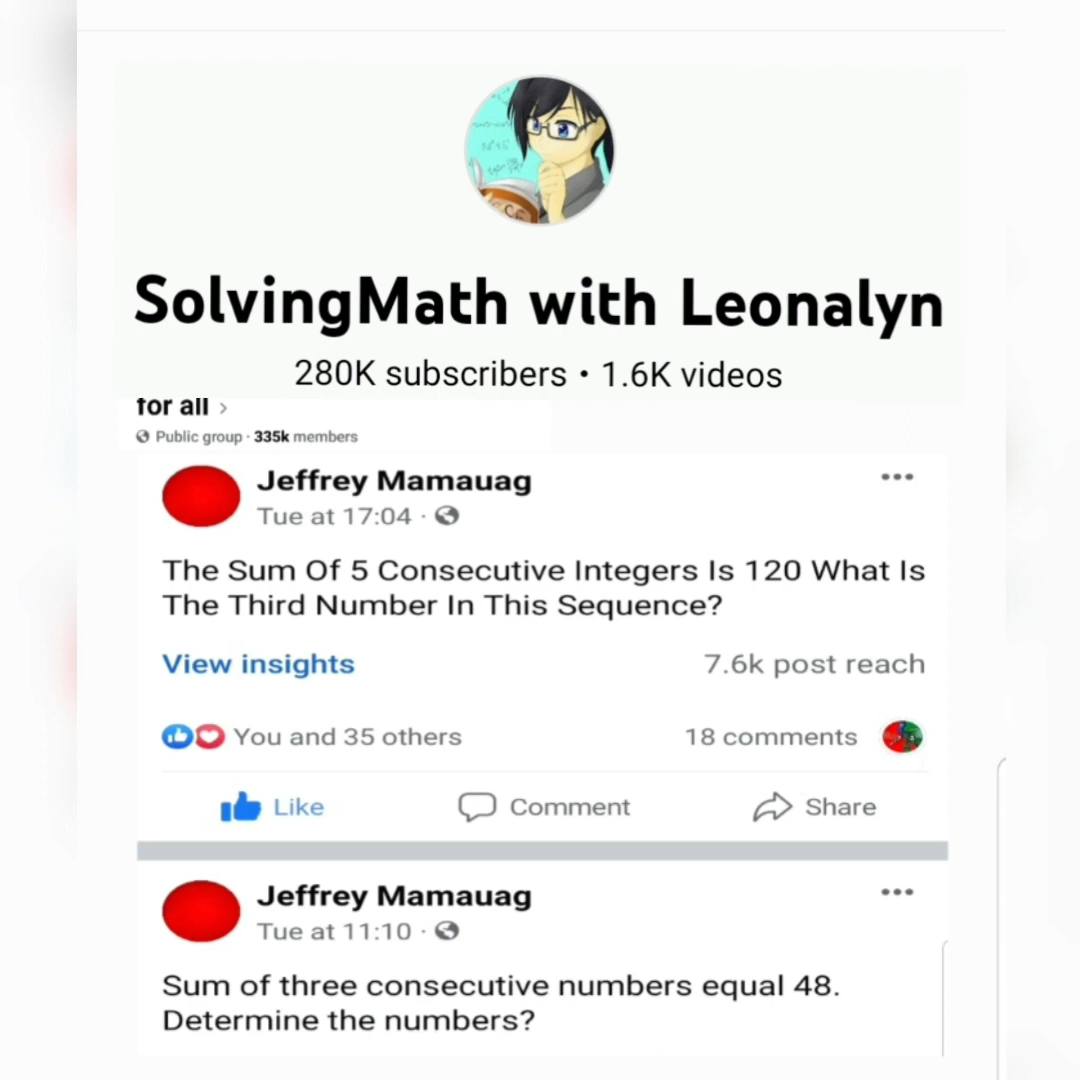 SolvingMath with Leonalyn
280K subscribers • 1.6K videos
for all >
Public group · 335k members
Jeffrey Mamauag
Tue at 17:04 ·
The Sum Of 5 Consecutive Integers Is 120 What Is
The Third Number In This Sequence?
View insights 7.6k post reach
You and 35 others 18 comments
Like Comment Share
Jeffrey Mamauag
Tue at 11:10 ·
Sum of three consecutive numbers equal 48.
Determine the numbers?